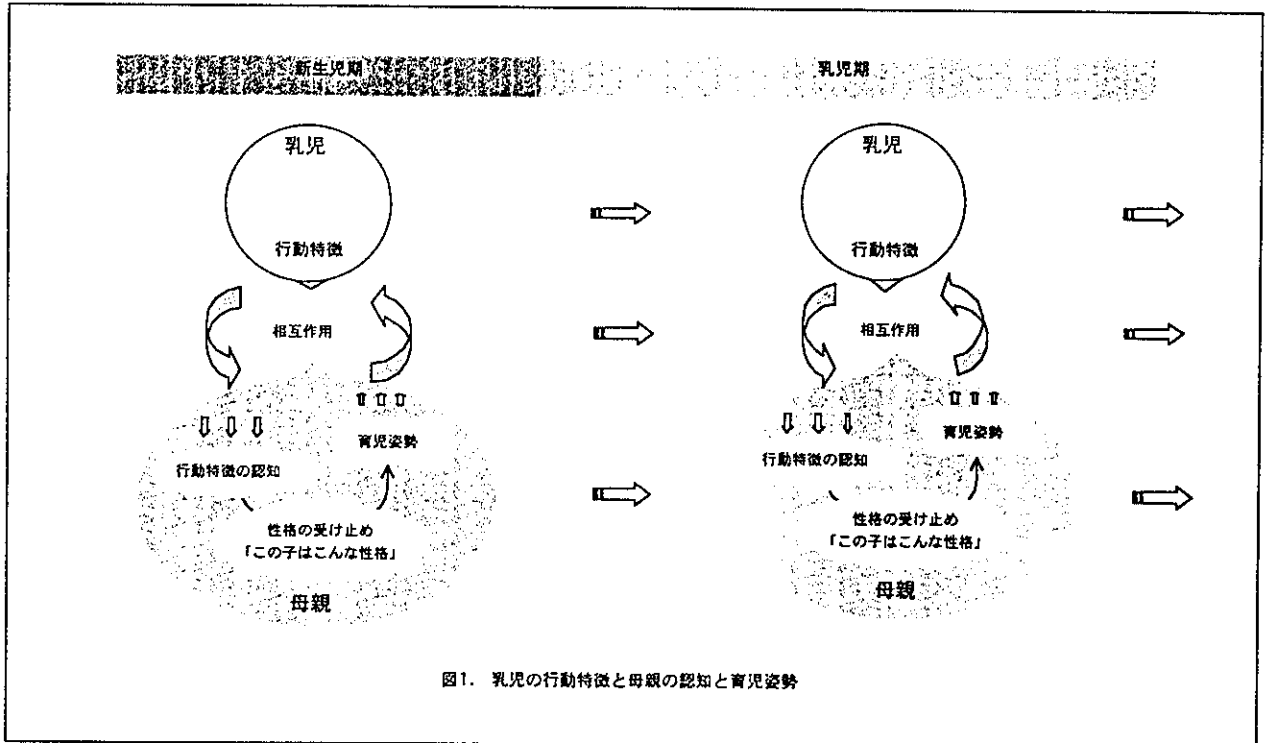 新生児期
乳児期
乳児
行動特徴
相互作用
育児姿勢
行動特徴の認知
性格の受け止め
「この子はこんな性格」
母親
乳児
行動特徴
相互作用
育児姿勢
行動特徴の認知
性格の受け止め
「この子はこんな性格」
母親
図1. 乳児の行動特徴と母親の認知と育児姿勢